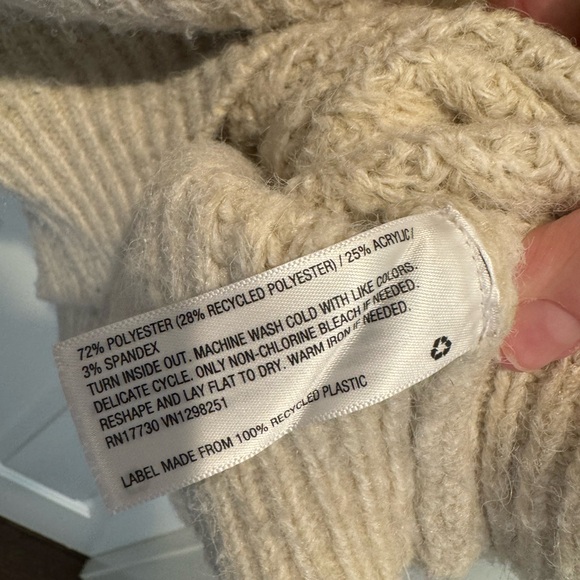 72% POLYESTER (28% RECYCLED POLYESTER) / 25% ACRYLIC/
3% SPANDEX
TURN INSIDE OUT. MACHINE WASH COLD WITH LIKE COLORS.
DELICATE CYCLE. ONLY NON-CHLORINE BLEACH IF NEEDED.
RESHAPE AND LAY FLAT TO DRY. WARM IRON IF NEEDED.
RN17730 VN1298251
LABEL MADE FROM 100% RECYCLED PLASTIC